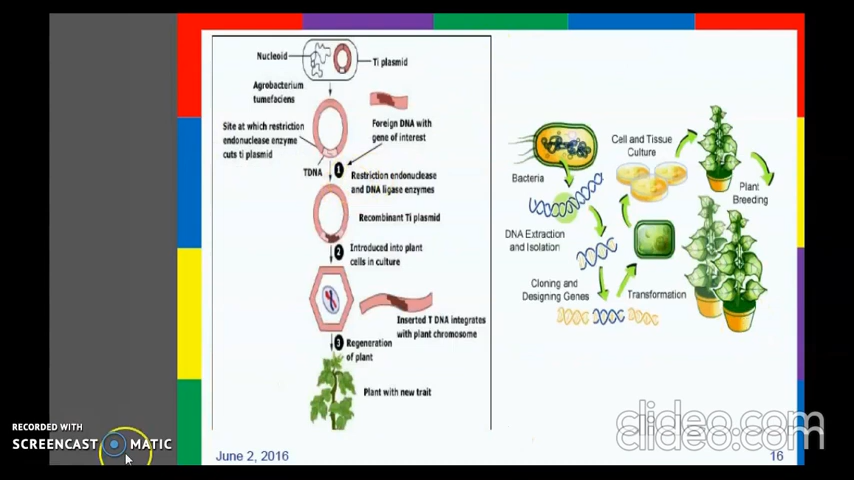 Nucleoid
Ti plasmid
Agrobacterium
tumefaciens
Foreign DNA with
gene of interest
Site at which restriction
endonuclease enzyme
cuts ti plasmid
TDNA
1
Restriction endonuclease
and DNA ligase enzymes
Recombinant Ti plasmid
2
Introduced into plant
cells in culture
Inserted T DNA integrates
with plant chromosome
3
Regeneration
of plant
Plant with new trait
Bacteria
Cell and Tissue
Culture
Plant
Breeding
DNA Extraction
and Isolation
Cloning and
Designing Genes
Transformation
RECORDED WITH
SCREENCAST MATIC
June 2, 2016
16
clideo.com
clideo.com